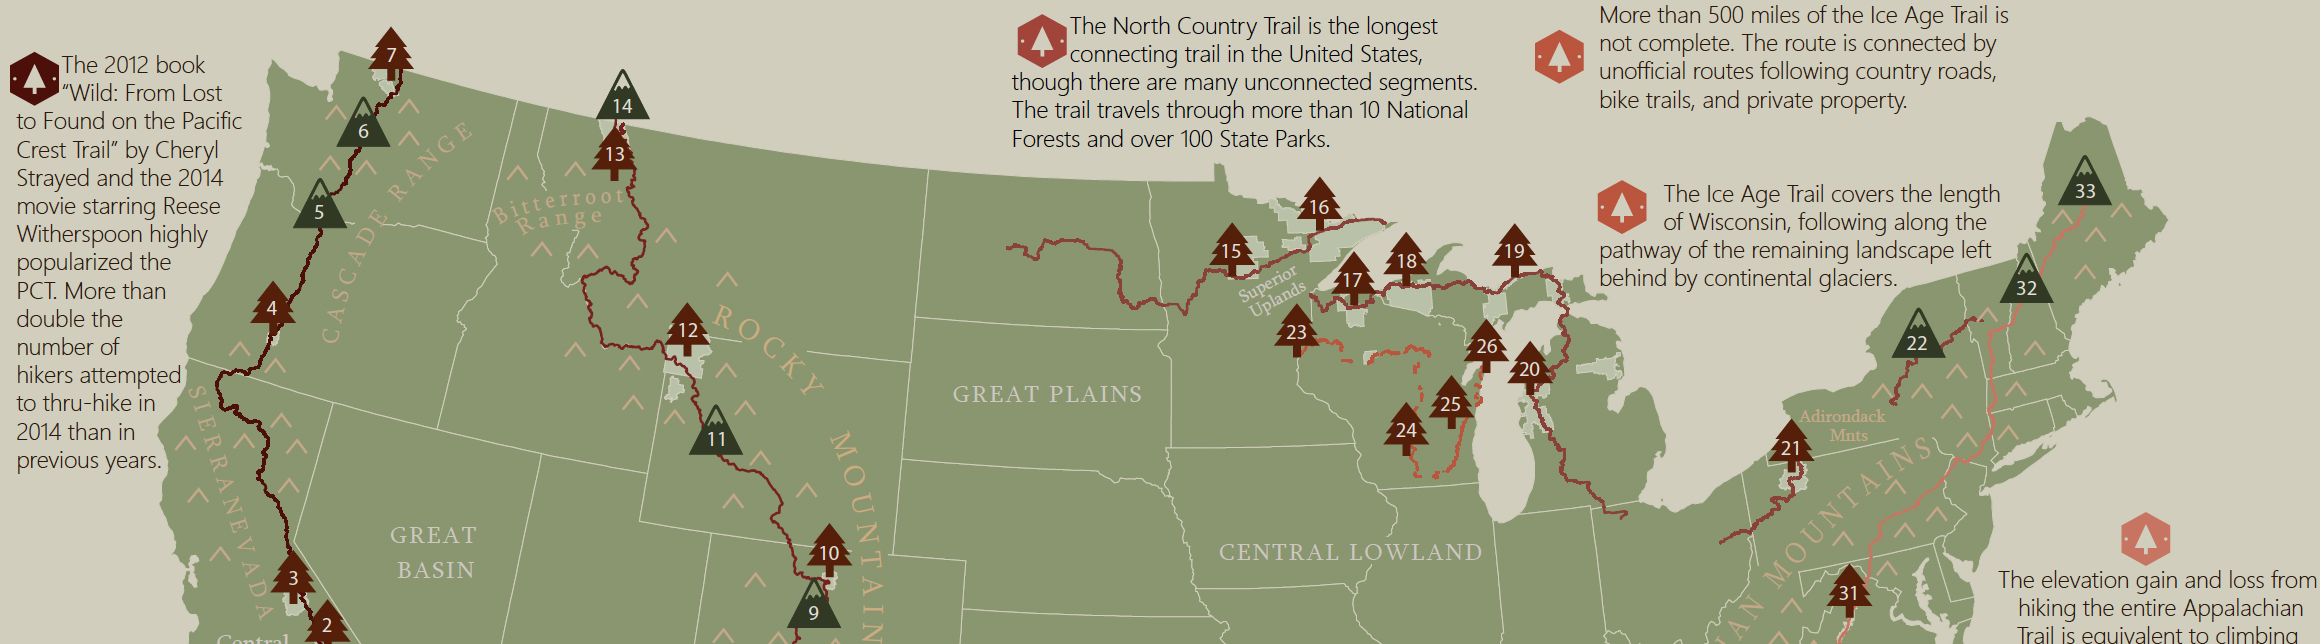 The 2012 book
“Wild: From Lost
to Found on the Pacific
Crest Trail” by Cheryl
Strayed and the 2014
movie starring Reese
Witherspoon highly
popularized the
PCT. More than
double the
number of
hikers attempted
to thru-hike in
2014 than in
previous years.
The North Country Trail is the longest
connecting trail in the United States,
though there are many unconnected segments.
The trail travels through more than 10 National
Forests and over 100 State Parks.
More than 500 miles of the Ice Age Trail is
not complete. The route is connected by
unofficial routes following country roads,
bike trails, and private property.
The Ice Age Trail covers the length
of Wisconsin, following along the
pathway of the remaining landscape left
behind by continental glaciers.
The elevation gain and loss from
hiking the entire Appalachian
Trail is equivalent to climbing
7
6
5
4
3
2
14
13
12
11
10
9
15
16
17
18
19
20
23
24
25
26
21
22
31
32
33
CASCADE RANGE
Bitterroot
Range
ROCKY
MOUNTAIN
SIERRA NEVADA
GREAT
BASIN
Central
GREAT PLAINS
Superior
Uplands
CENTRAL LOWLAND
Adirondack
Mnts
AN MOUNTAINS